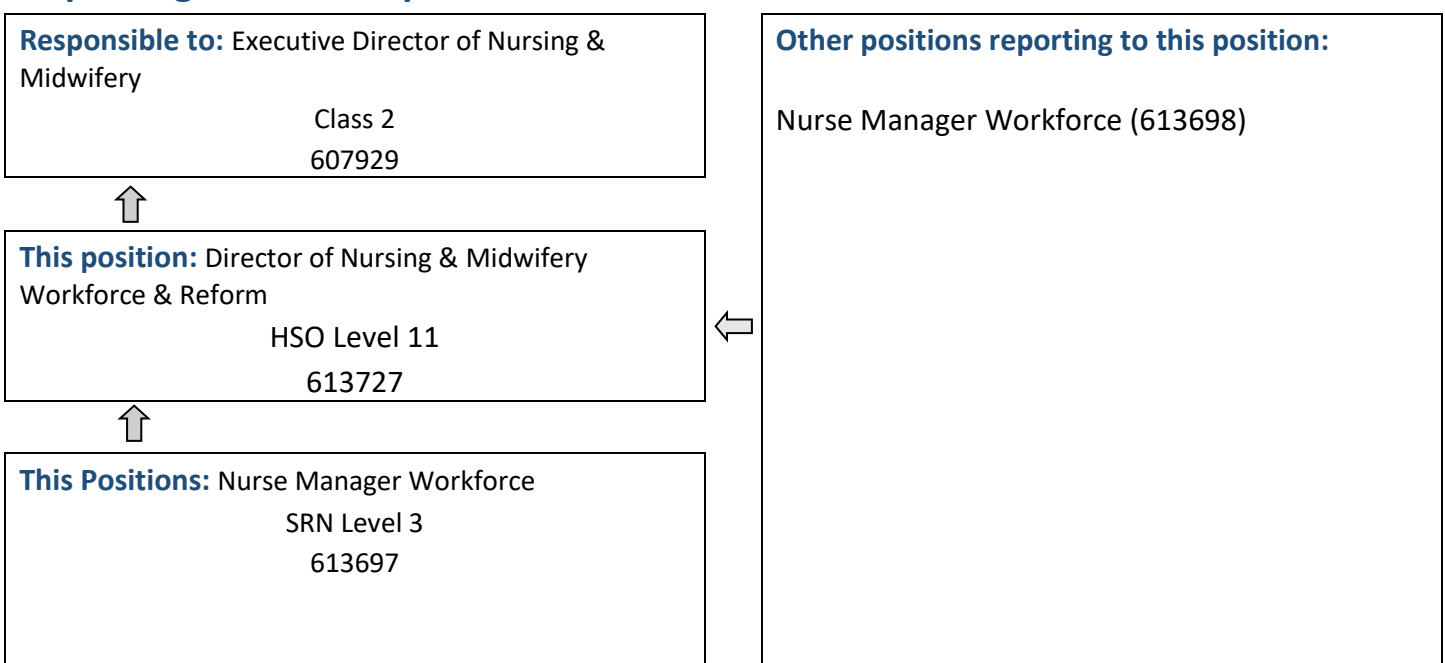 Responsible to: Executive Director of Nursing &
Midwifery
Class 2
607929
This position: Director of Nursing & Midwifery
Workforce & Reform
HSO Level 11
613727
This Positions: Nurse Manager Workforce
SRN Level 3
613697
Other positions reporting to this position:
Nurse Manager Workforce (613698)